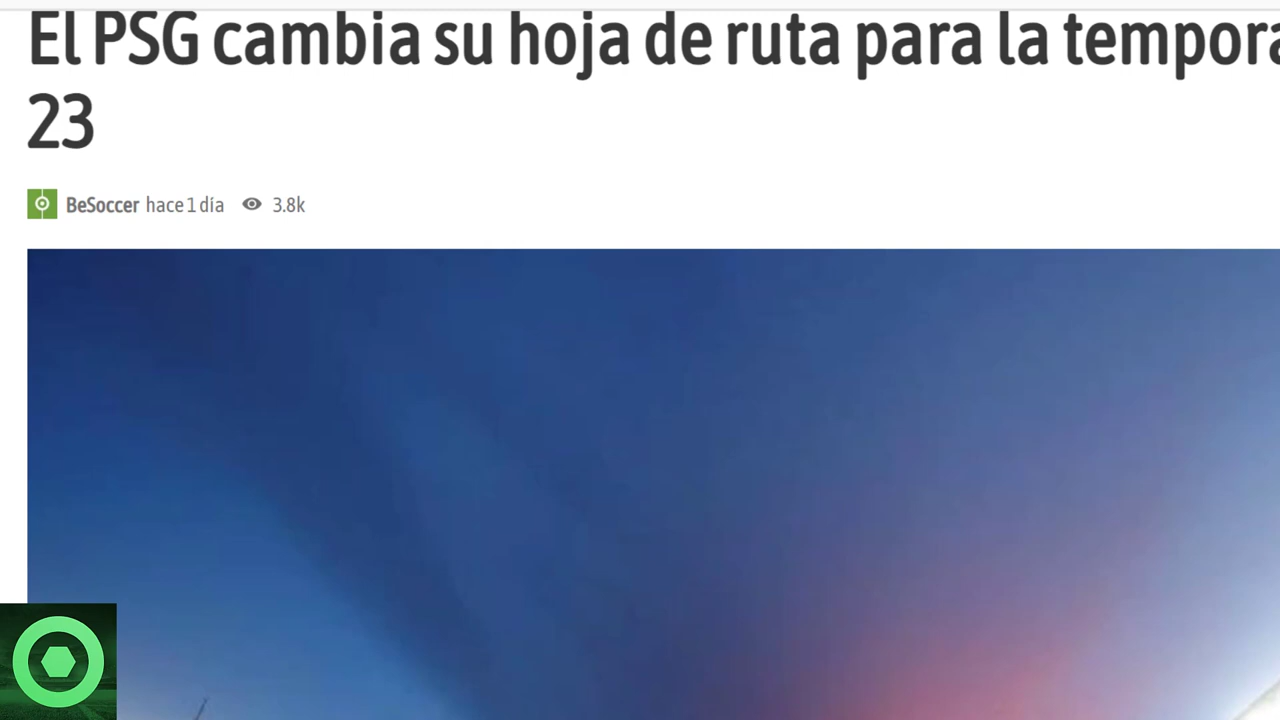 El PSG cambia su hoja de ruta para la tempora
23
BeSoccer hace 1 día 3.8k